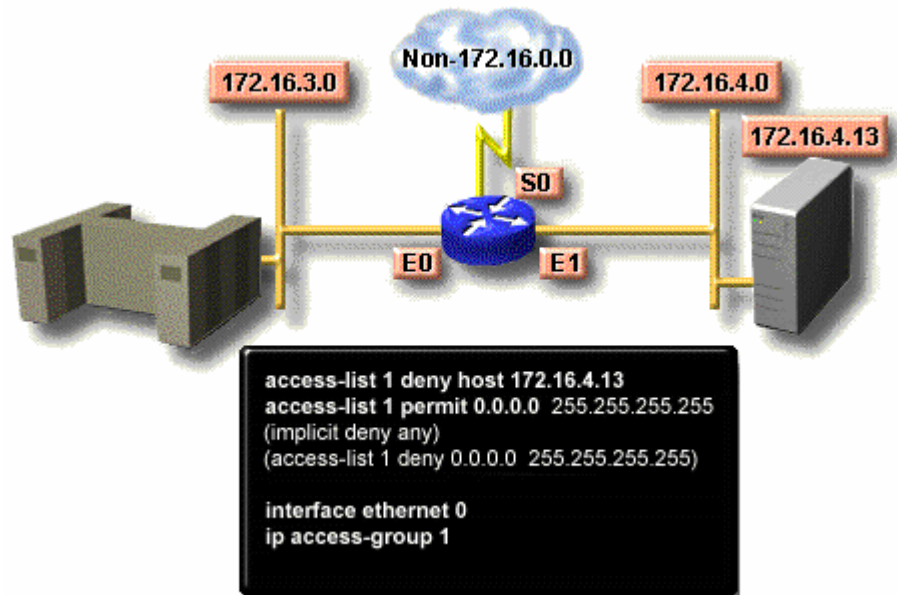 Non-172.16.0.0
172.16.3.0
172.16.4.0
172.16.4.13
S0
E0
E1
access-list 1 deny host 172.16.4.13
access-list 1 permit 0.0.0.0 255.255.255.255
(implicit deny any)
(access-list 1 deny 0.0.0.0 255.255.255.255)
interface ethernet 0
ip access-group 1